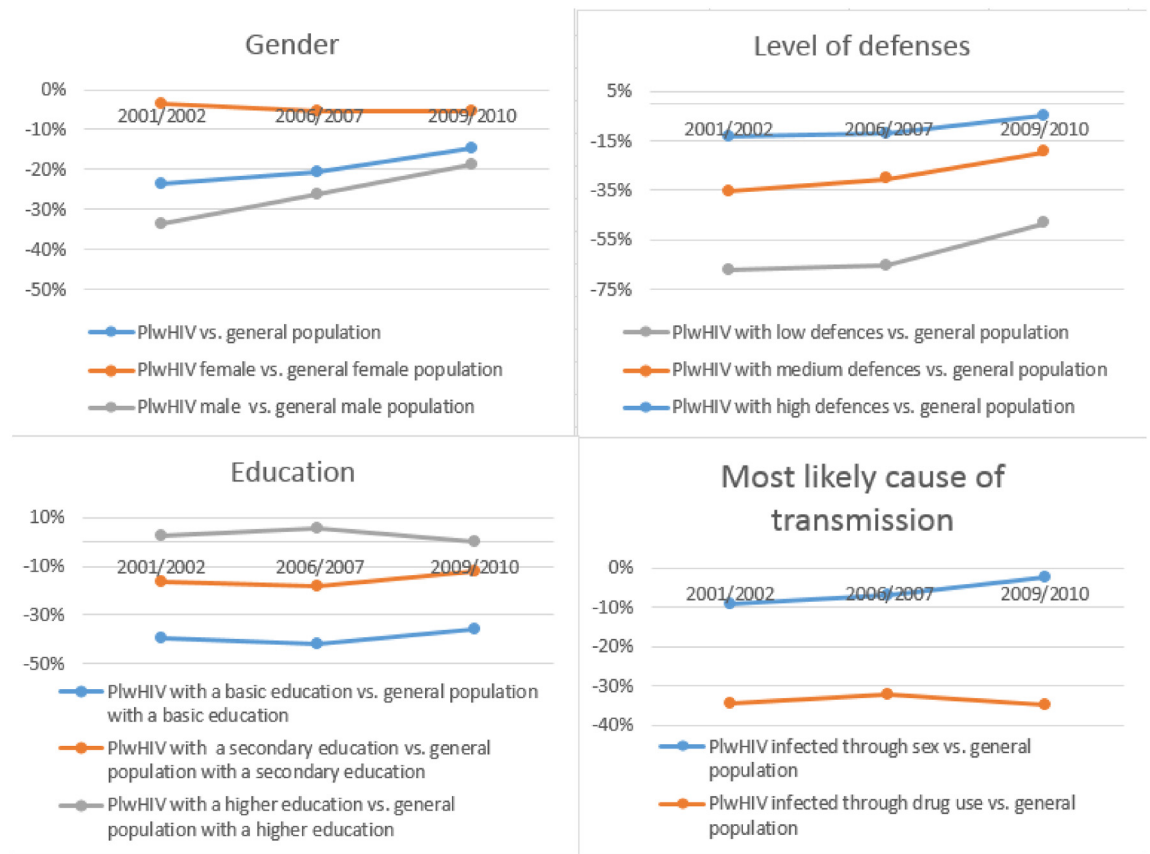 Gender
0%
2001/2002 2006/2007 2009/2010
-10%
-20%
-30%
-40%
-50%
PlwHIV vs. general population
PlwHIV female vs. general female population
PlwHIV male vs. general male population
Level of defenses
5%
2001/2002 2006/2007 2009/2010
-15%
-35%
-55%
-75%
PlwHIV with low defences vs. general population
PlwHIV with medium defences vs. general population
PlwHIV with high defences vs. general population
Education
10%
-10%
2001/2002 2006/2007 2009/2010
-30%
-50%
PlwHIV with a basic education vs. general population
with a basic education
PlwHIV with a secondary education vs. general
population with a secondary education
PlwHIV with a higher education vs. general
population with a higher education
Most likely cause of
transmission
0%
2001/2002 2006/2007 2009/2010
-10%
-20%
-30%
-40%
PlwHIV infected through sex vs. general
population
PlwHIV infected through drug use vs. general
population